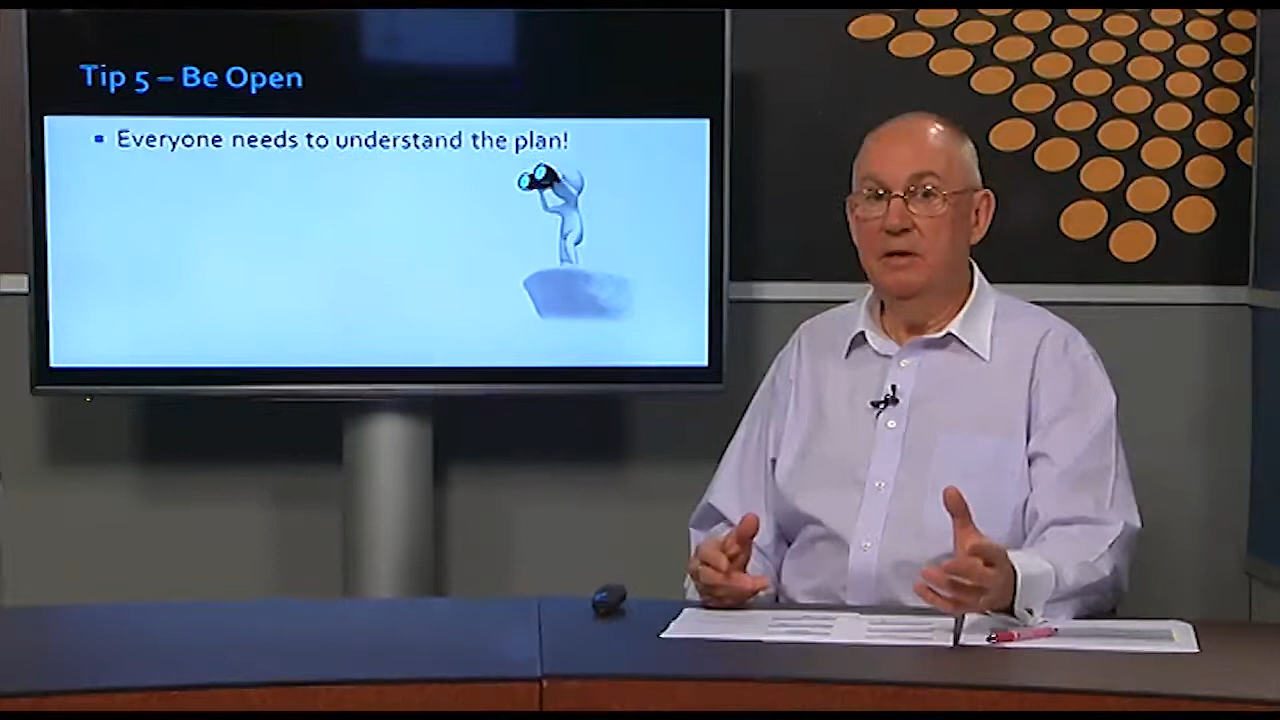 Tip 5 – Be Open
Everyone needs to understand the plan!